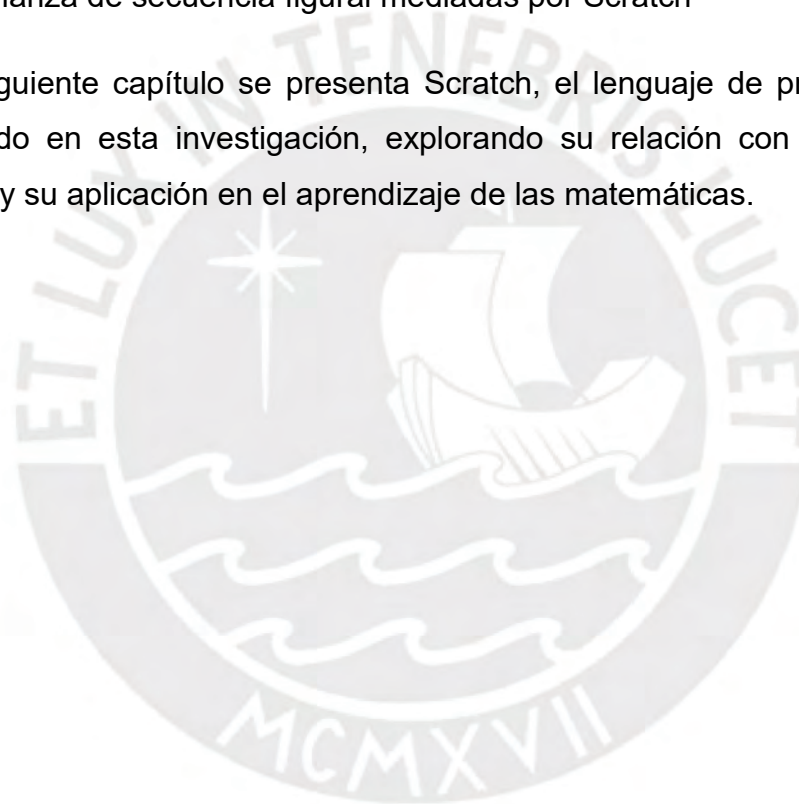 ianza de secuencia figural mediadas por Scratch
guiente capítulo se presenta Scratch, el lenguaje de pr
do en esta investigación, explorando su relación con
y su aplicación en el aprendizaje de las matemáticas.
ET LUX IN TENEBRIS LUCET
MCMXVII